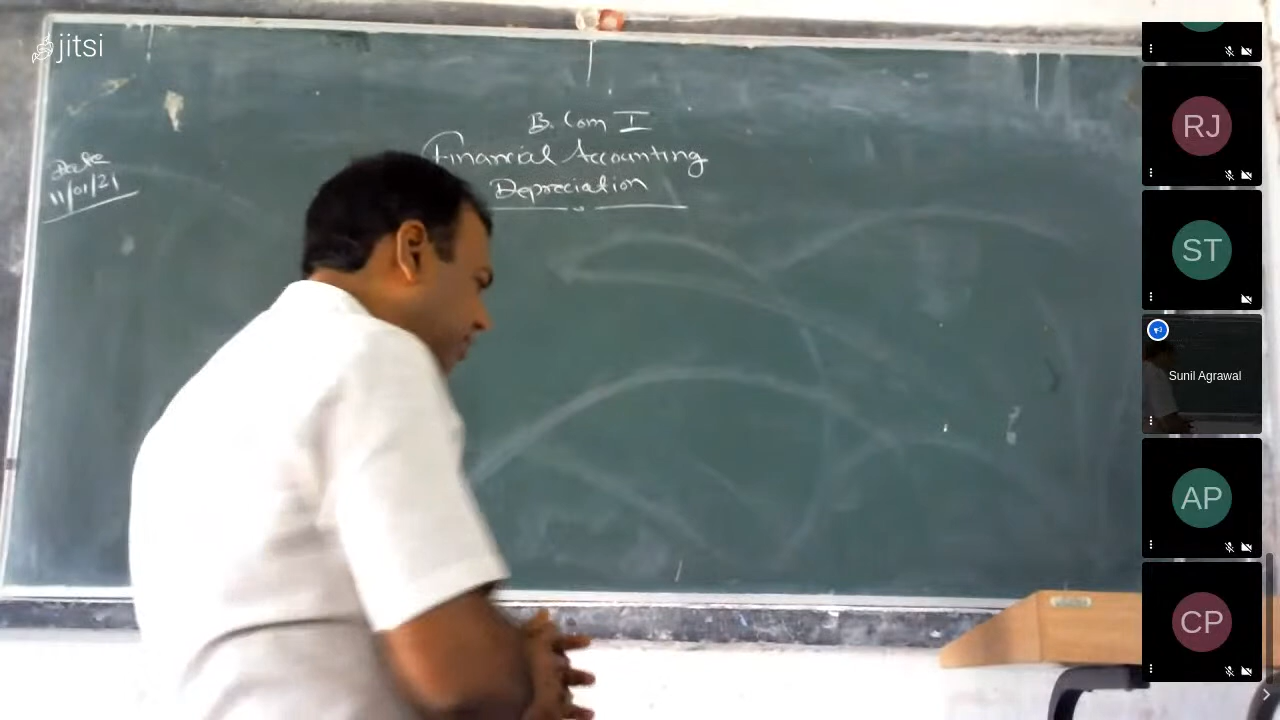 jitsi
B. Com I
Financial Accounting
Depreciation
Date
11/01/21
RJ
ST
Sunil Agrawal
AP
CP